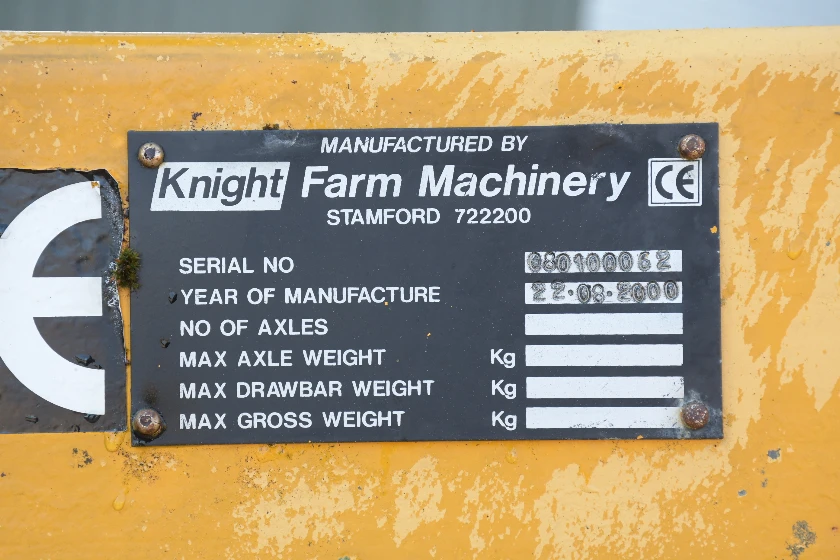 MANUFACTURED BY
Knight Farm Machinery CE
STAMFORD 722200
SERIAL NO 080100062
YEAR OF MANUFACTURE 22.08.2000
NO OF AXLES
MAX AXLE WEIGHT Kg
MAX DRAWBAR WEIGHT Kg
MAX GROSS WEIGHT Kg
E